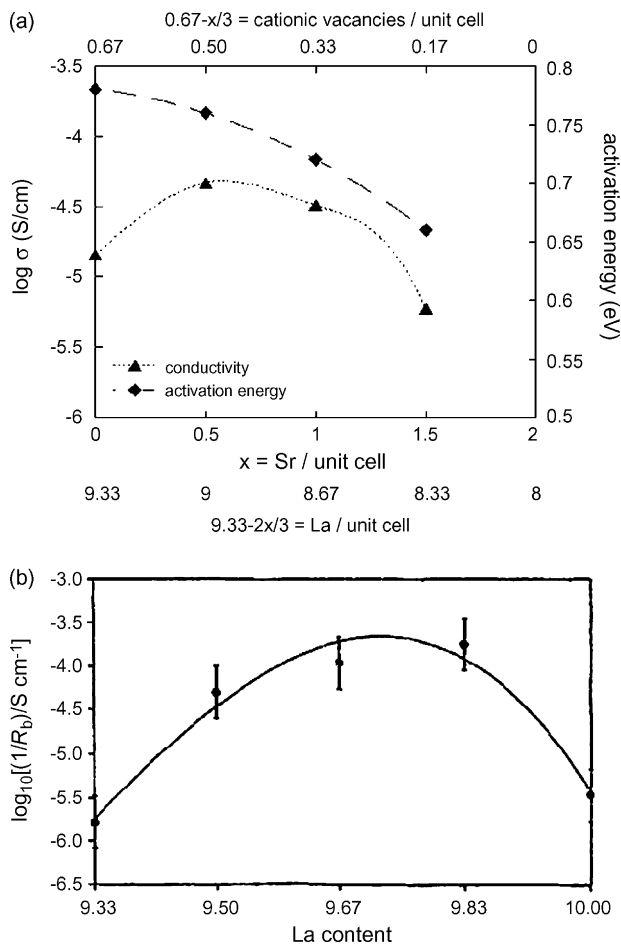 (a)
0.67-x/3 = cationic vacancies / unit cell
0.67 0.50 0.33 0.17 0
-3.5
-4
-4.5
-5
-5.5
-6
log σ (S/cm)
0.8
0.75
0.7
0.65
0.6
0.55
0.5
activation energy (eV)
conductivity
activation energy
0 0.5 1 1.5 2
x = Sr / unit cell
9.33 9 8.67 8.33 8
9.33-2x/3 = La / unit cell
(b)
-3.0
-3.5
-4.0
-4.5
-5.0
-5.5
-6.0
-6.5
log₁₀[(1/R_b)/S cm⁻¹]
9.33 9.50 9.67 9.83 10.00
La content